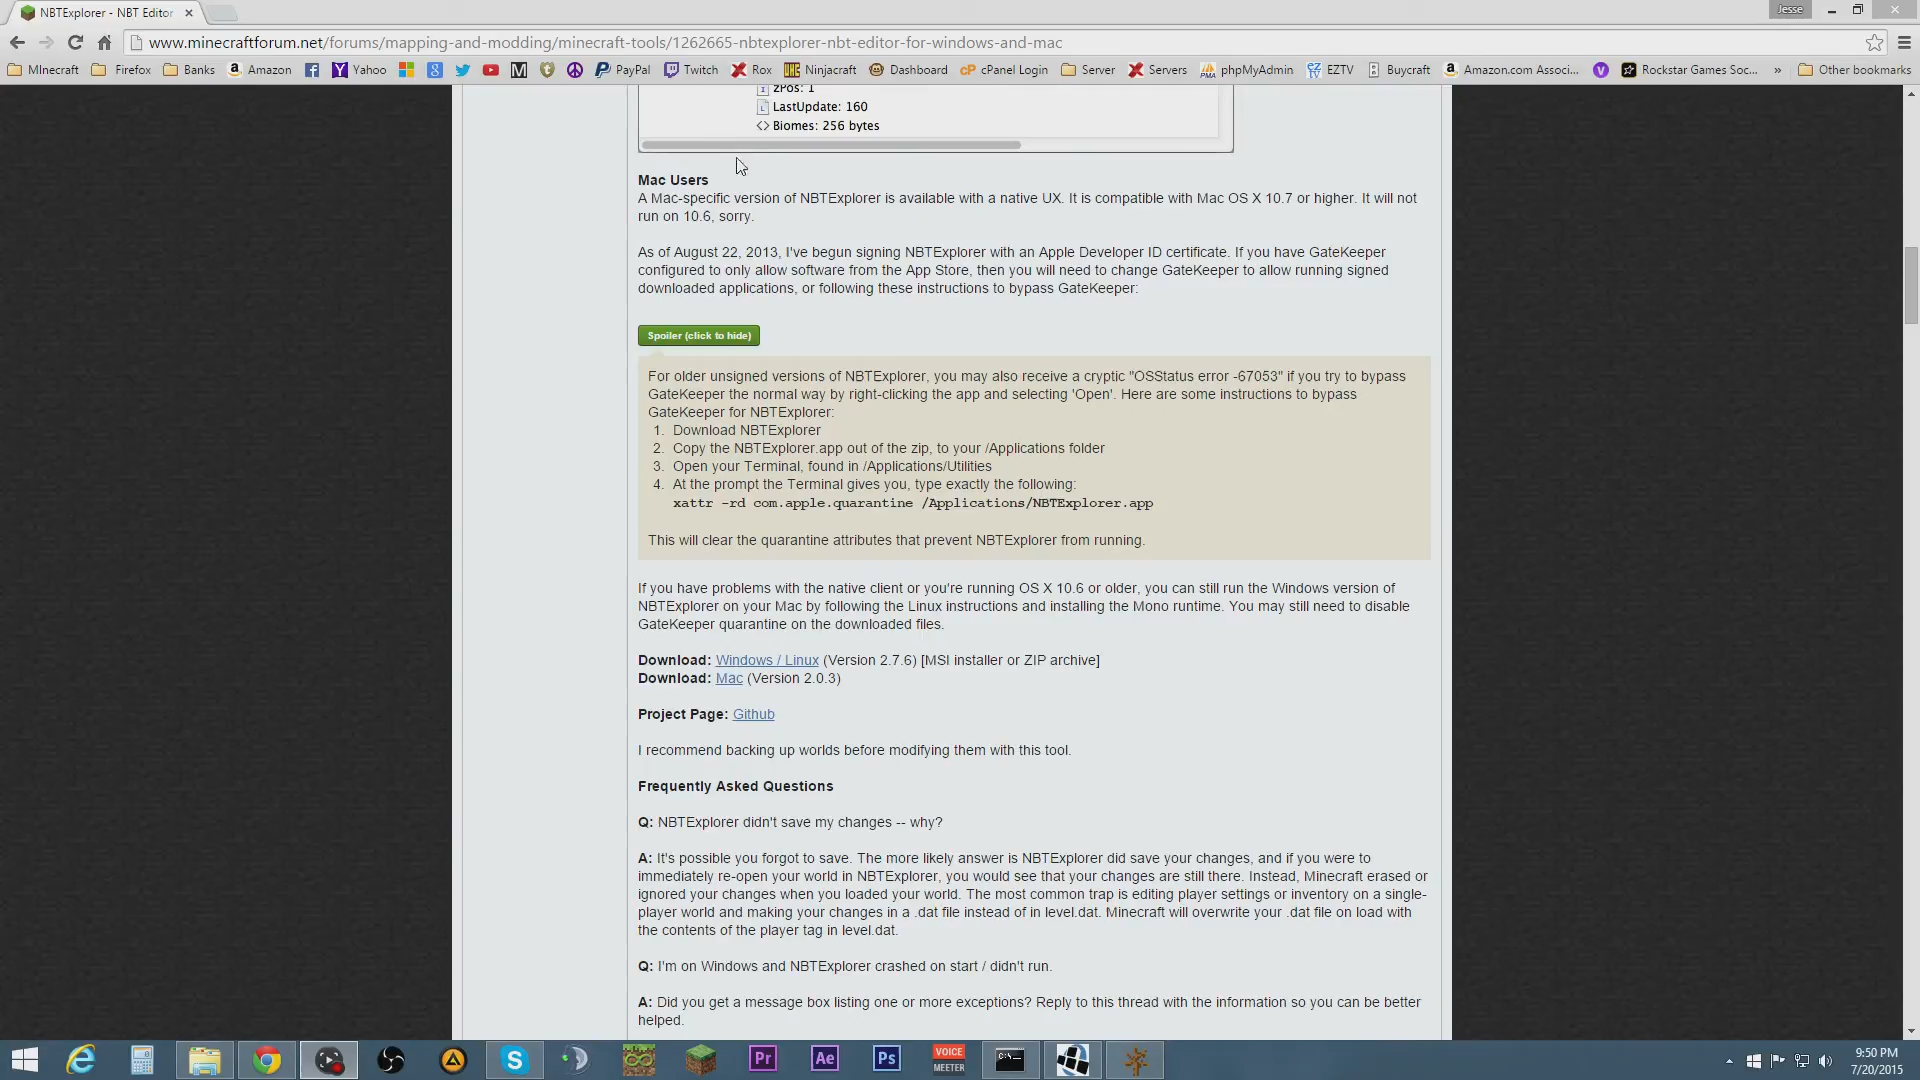 NBTExplorer - NBT Editor
Jesse
www.minecraftforum.net/forums/mapping-and-modding/minecraft-tools/1262665-nbtexplorer-nbt-editor-for-windows-and-mac
MInecraft Firefox Banks Amazon Yahoo PayPal Twitch Rox Ninjacraft Dashboard cPanel Login Server Servers phpMyAdmin EZTV Buycraft Amazon.com Associ... Rockstar Games Soc... » Other bookmarks
zPos: 1
LastUpdate: 160
<> Biomes: 256 bytes
Mac Users
A Mac-specific version of NBTExplorer is available with a native UX. It is compatible with Mac OS X 10.7 or higher. It will not
run on 10.6, sorry.
As of August 22, 2013, I've begun signing NBTExplorer with an Apple Developer ID certificate. If you have GateKeeper
configured to only allow software from the App Store, then you will need to change GateKeeper to allow running signed
downloaded applications, or following these instructions to bypass GateKeeper:
Spoiler (click to hide)
For older unsigned versions of NBTExplorer, you may also receive a cryptic "OSStatus error -67053" if you try to bypass
GateKeeper the normal way by right-clicking the app and selecting 'Open'. Here are some instructions to bypass
GateKeeper for NBTExplorer:
1. Download NBTExplorer
2. Copy the NBTExplorer.app out of the zip, to your /Applications folder
3. Open your Terminal, found in /Applications/Utilities
4. At the prompt the Terminal gives you, type exactly the following:
xattr -rd com.apple.quarantine /Applications/NBTExplorer.app
This will clear the quarantine attributes that prevent NBTExplorer from running.
If you have problems with the native client or you're running OS X 10.6 or older, you can still run the Windows version of
NBTExplorer on your Mac by following the Linux instructions and installing the Mono runtime. You may still need to disable
GateKeeper quarantine on the downloaded files.
Download: Windows / Linux (Version 2.7.6) [MSI installer or ZIP archive]
Download: Mac (Version 2.0.3)
Project Page: Github
I recommend backing up worlds before modifying them with this tool.
Frequently Asked Questions
Q: NBTExplorer didn't save my changes -- why?
A: It's possible you forgot to save. The more likely answer is NBTExplorer did save your changes, and if you were to
immediately re-open your world in NBTExplorer, you would see that your changes are still there. Instead, Minecraft erased or
ignored your changes when you loaded your world. The most common trap is editing player settings or inventory on a single-
player world and making your changes in a .dat file instead of in level.dat. Minecraft will overwrite your .dat file on load with
the contents of the player tag in level.dat.
Q: I'm on Windows and NBTExplorer crashed on start / didn't run.
A: Did you get a message box listing one or more exceptions? Reply to this thread with the information so you can be better
helped.
Pr Ae Ps VOICE
MEETER
9:50 PM
7/20/2015